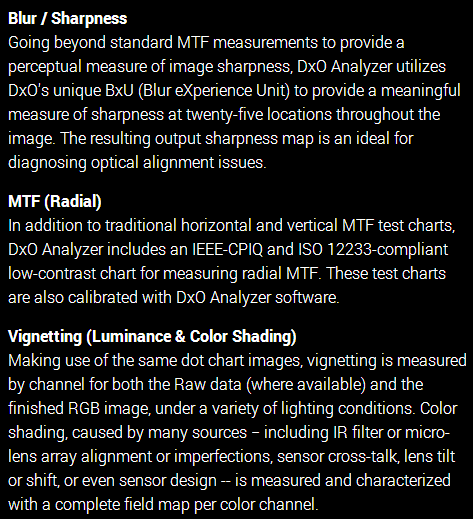 Blur / Sharpness
Going beyond standard MTF measurements to provide a
perceptual measure of image sharpness, DxO Analyzer utilizes
DxO's unique BxU (Blur eXperience Unit) to provide a meaningful
measure of sharpness at twenty-five locations throughout the
image. The resulting output sharpness map is an ideal for
diagnosing optical alignment issues.
MTF (Radial)
In addition to traditional horizontal and vertical MTF test charts,
DxO Analyzer includes an IEEE-CPIQ and ISO 12233-compliant
low-contrast chart for measuring radial MTF. These test charts
are also calibrated with DxO Analyzer software.
Vignetting (Luminance & Color Shading)
Making use of the same dot chart images, vignetting is measured
by channel for both the Raw data (where available) and the
finished RGB image, under a variety of lighting conditions. Color
shading, caused by many sources – including IR filter or micro-
lens array alignment or imperfections, sensor cross-talk, lens tilt
or shift, or even sensor design -- is measured and characterized
with a complete field map per color channel.